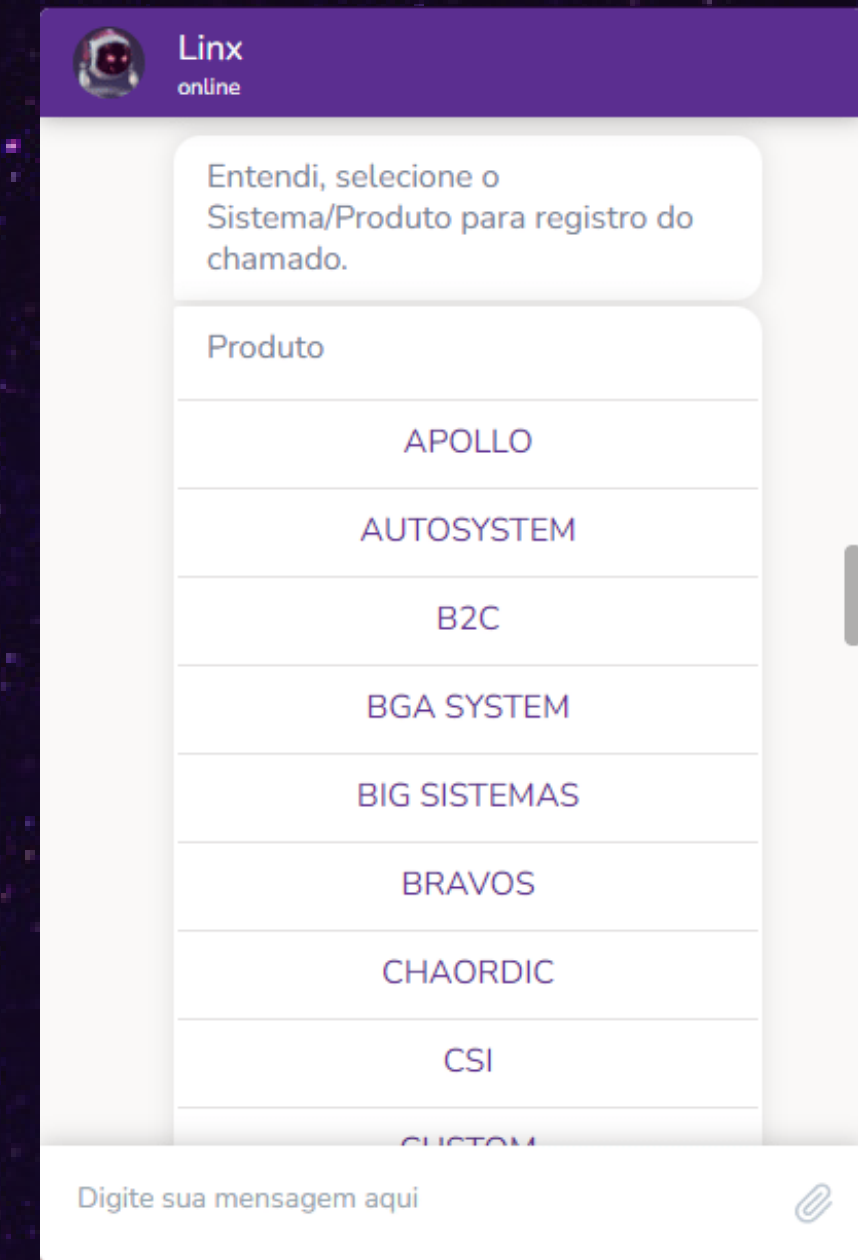 Linx
online
Entendi, selecione o
Sistema/Produto para registro do
chamado.
Produto
APOLLO
AUTOSYSTEM
B2C
BGA SYSTEM
BIG SISTEMAS
BRAVOS
CHAORDIC
CSI
CUSTOM
Digite sua mensagem aqui